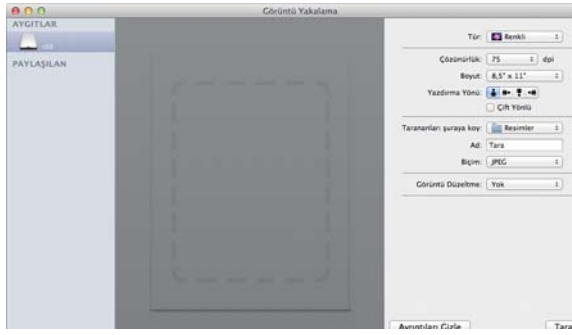 Görüntü Yakalama
AYGITLAR
PAYLAŞILAN
Tür: Renkli
Çözünürlük: 75 dpi
Boyut: 8,5" x 11"
Yazdırma Yönü:
Çift Yönlü
Tarananları şuraya koy: Resimler
Ad: Tara
Biçim: JPEG
Görüntü Düzeltme: Yok
Ayrıntıları Gizle
Tara